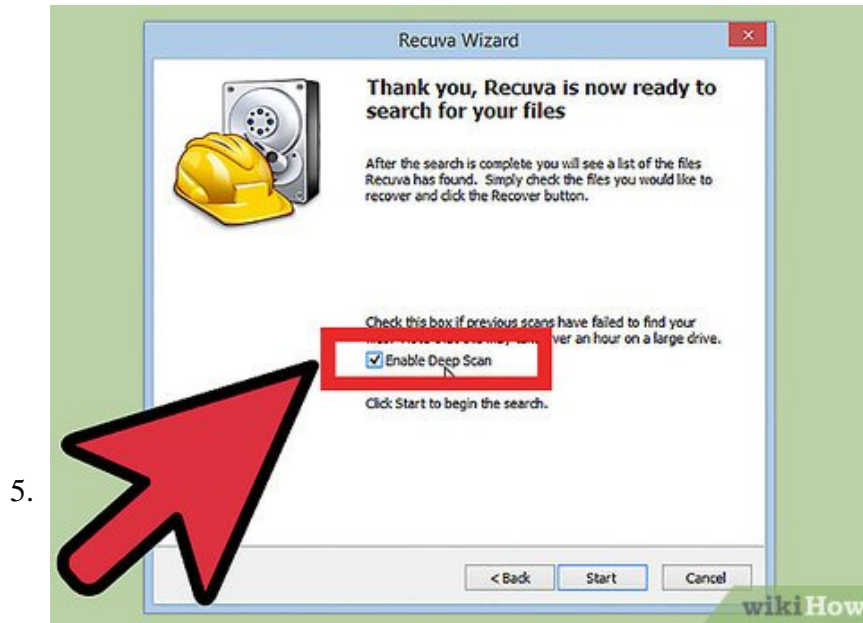 Recuva Wizard
Thank you, Recuva is now ready to
search for your files
After the search is complete you will see a list of the files
Recuva has found. Simply check the files you would like to
recover and click the Recover button.
Check this box if previous scans have failed to find your
over an hour on a large drive.
Enable Deep Scan
Click Start to begin the search.
5.
< Back Start Cancel
wikiHow